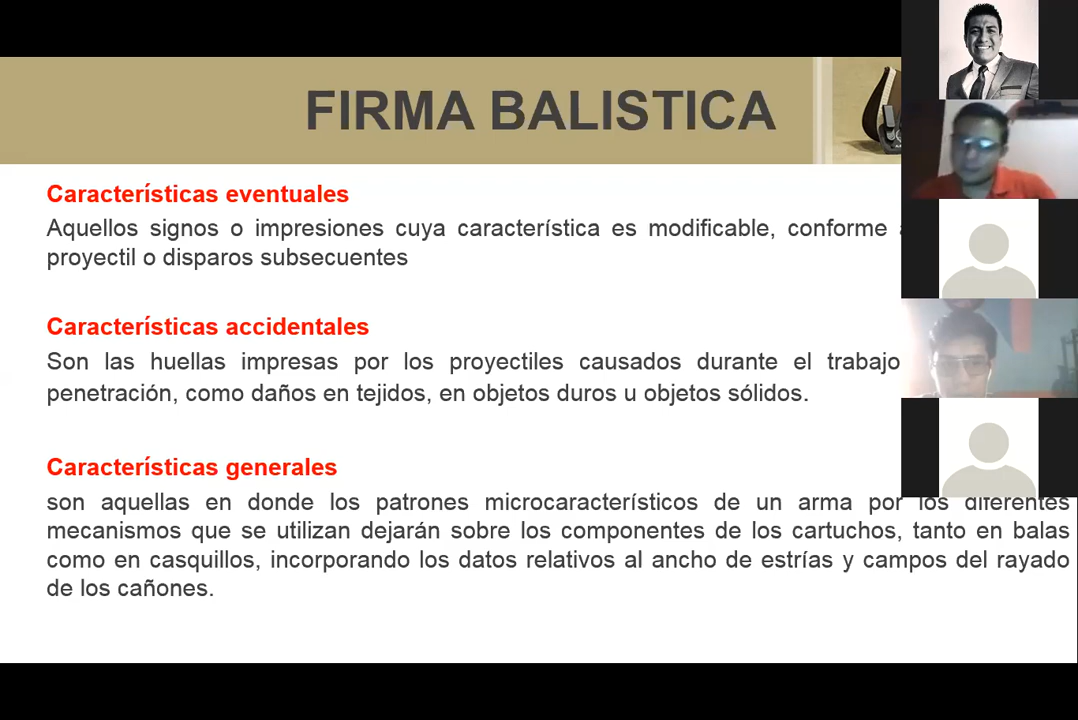 FIRMA BALISTICA
Características eventuales
Aquellos signos o impresiones cuya característica es modificable, conforme
proyectil o disparos subsecuentes
Características accidentales
Son las huellas impresas por los proyectiles causados durante el trabajo
penetración, como daños en tejidos, en objetos duros u objetos sólidos.
Características generales
son aquellas en donde los patrones microcaracterísticos de un arma por los diferentes
mecanismos que se utilizan dejarán sobre los componentes de los cartuchos, tanto en balas
como en casquillos, incorporando los datos relativos al ancho de estrías y campos del rayado
de los cañones.